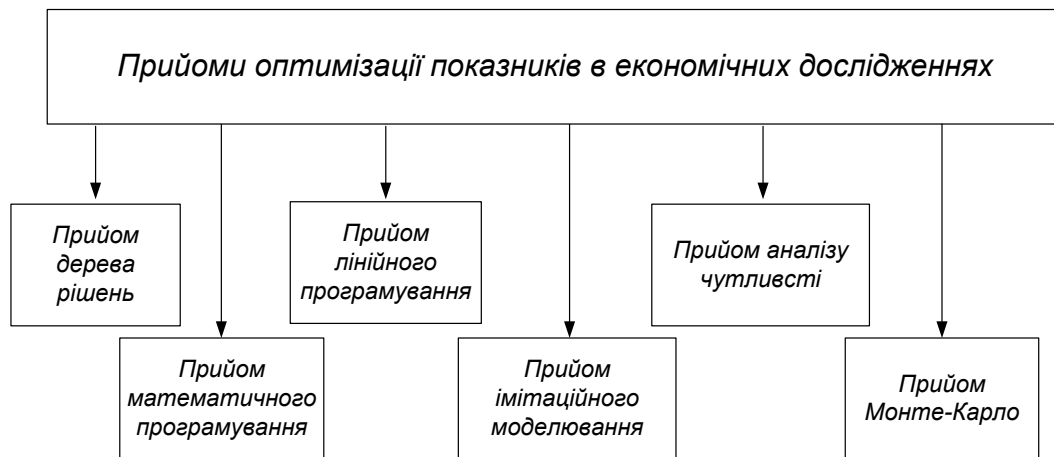 Прийоми оптимізації показників в економічних дослідженнях
Прийом
дерева
рішень
Прийом
лінійного
програмування
Прийом аналізу
чутливсті
Прийом
математичного
програмування
Прийом
імітаційного
моделювання
Прийом
Монте-Карло